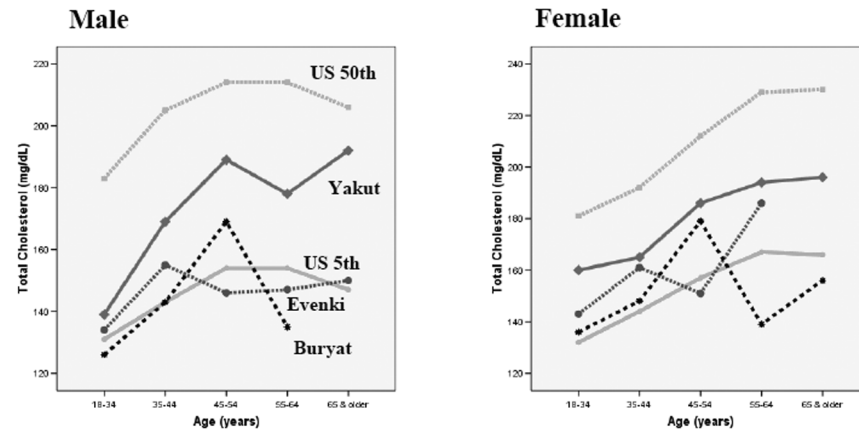 Male
Female
220
200
180
160
140
120
Total Cholesterol (mg/dL)
US 50th
Yakut
US 5th
Evenki
Buryat
18-34
35-44
45-54
55-64
65 & older
Age (years)
240
220
200
180
160
140
120
Total Cholesterol (mg/dL)
18-34
35-44
45-54
55-64
65 & older
Age (years)